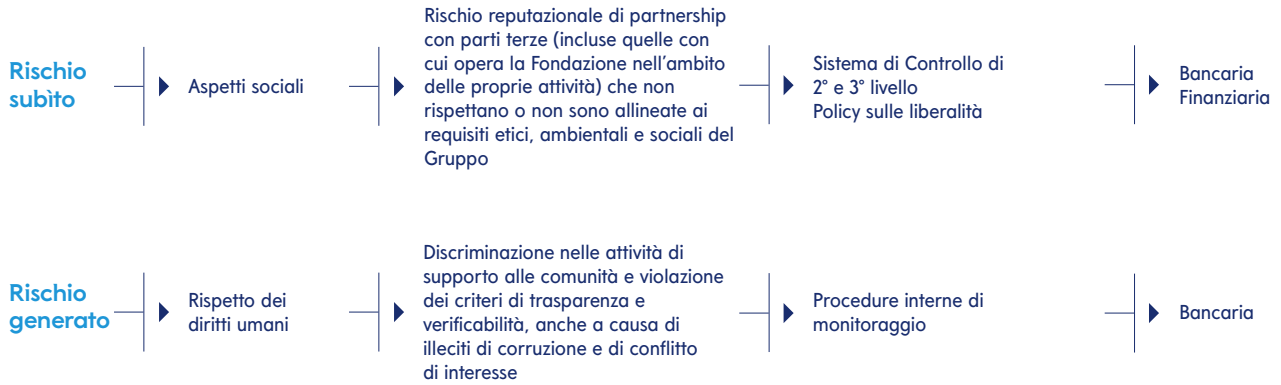 Rischio
subìto
Aspetti sociali
Rischio reputazionale di partnership
con parti terze (incluse quelle con
cui opera la Fondazione nell'ambito
delle proprie attività) che non
rispettano o non sono allineate ai
requisiti etici, ambientali e sociali del
Gruppo
Sistema di Controllo di
2° e 3° livello
Policy sulle liberalità
Bancaria
Finanziaria
Rischio
generato
Rispetto dei
diritti umani
Discriminazione nelle attività di
supporto alle comunità e violazione
dei criteri di trasparenza e
verificabilità, anche a causa di
illeciti di corruzione e di conflitto
di interesse
Procedure interne di
monitoraggio
Bancaria